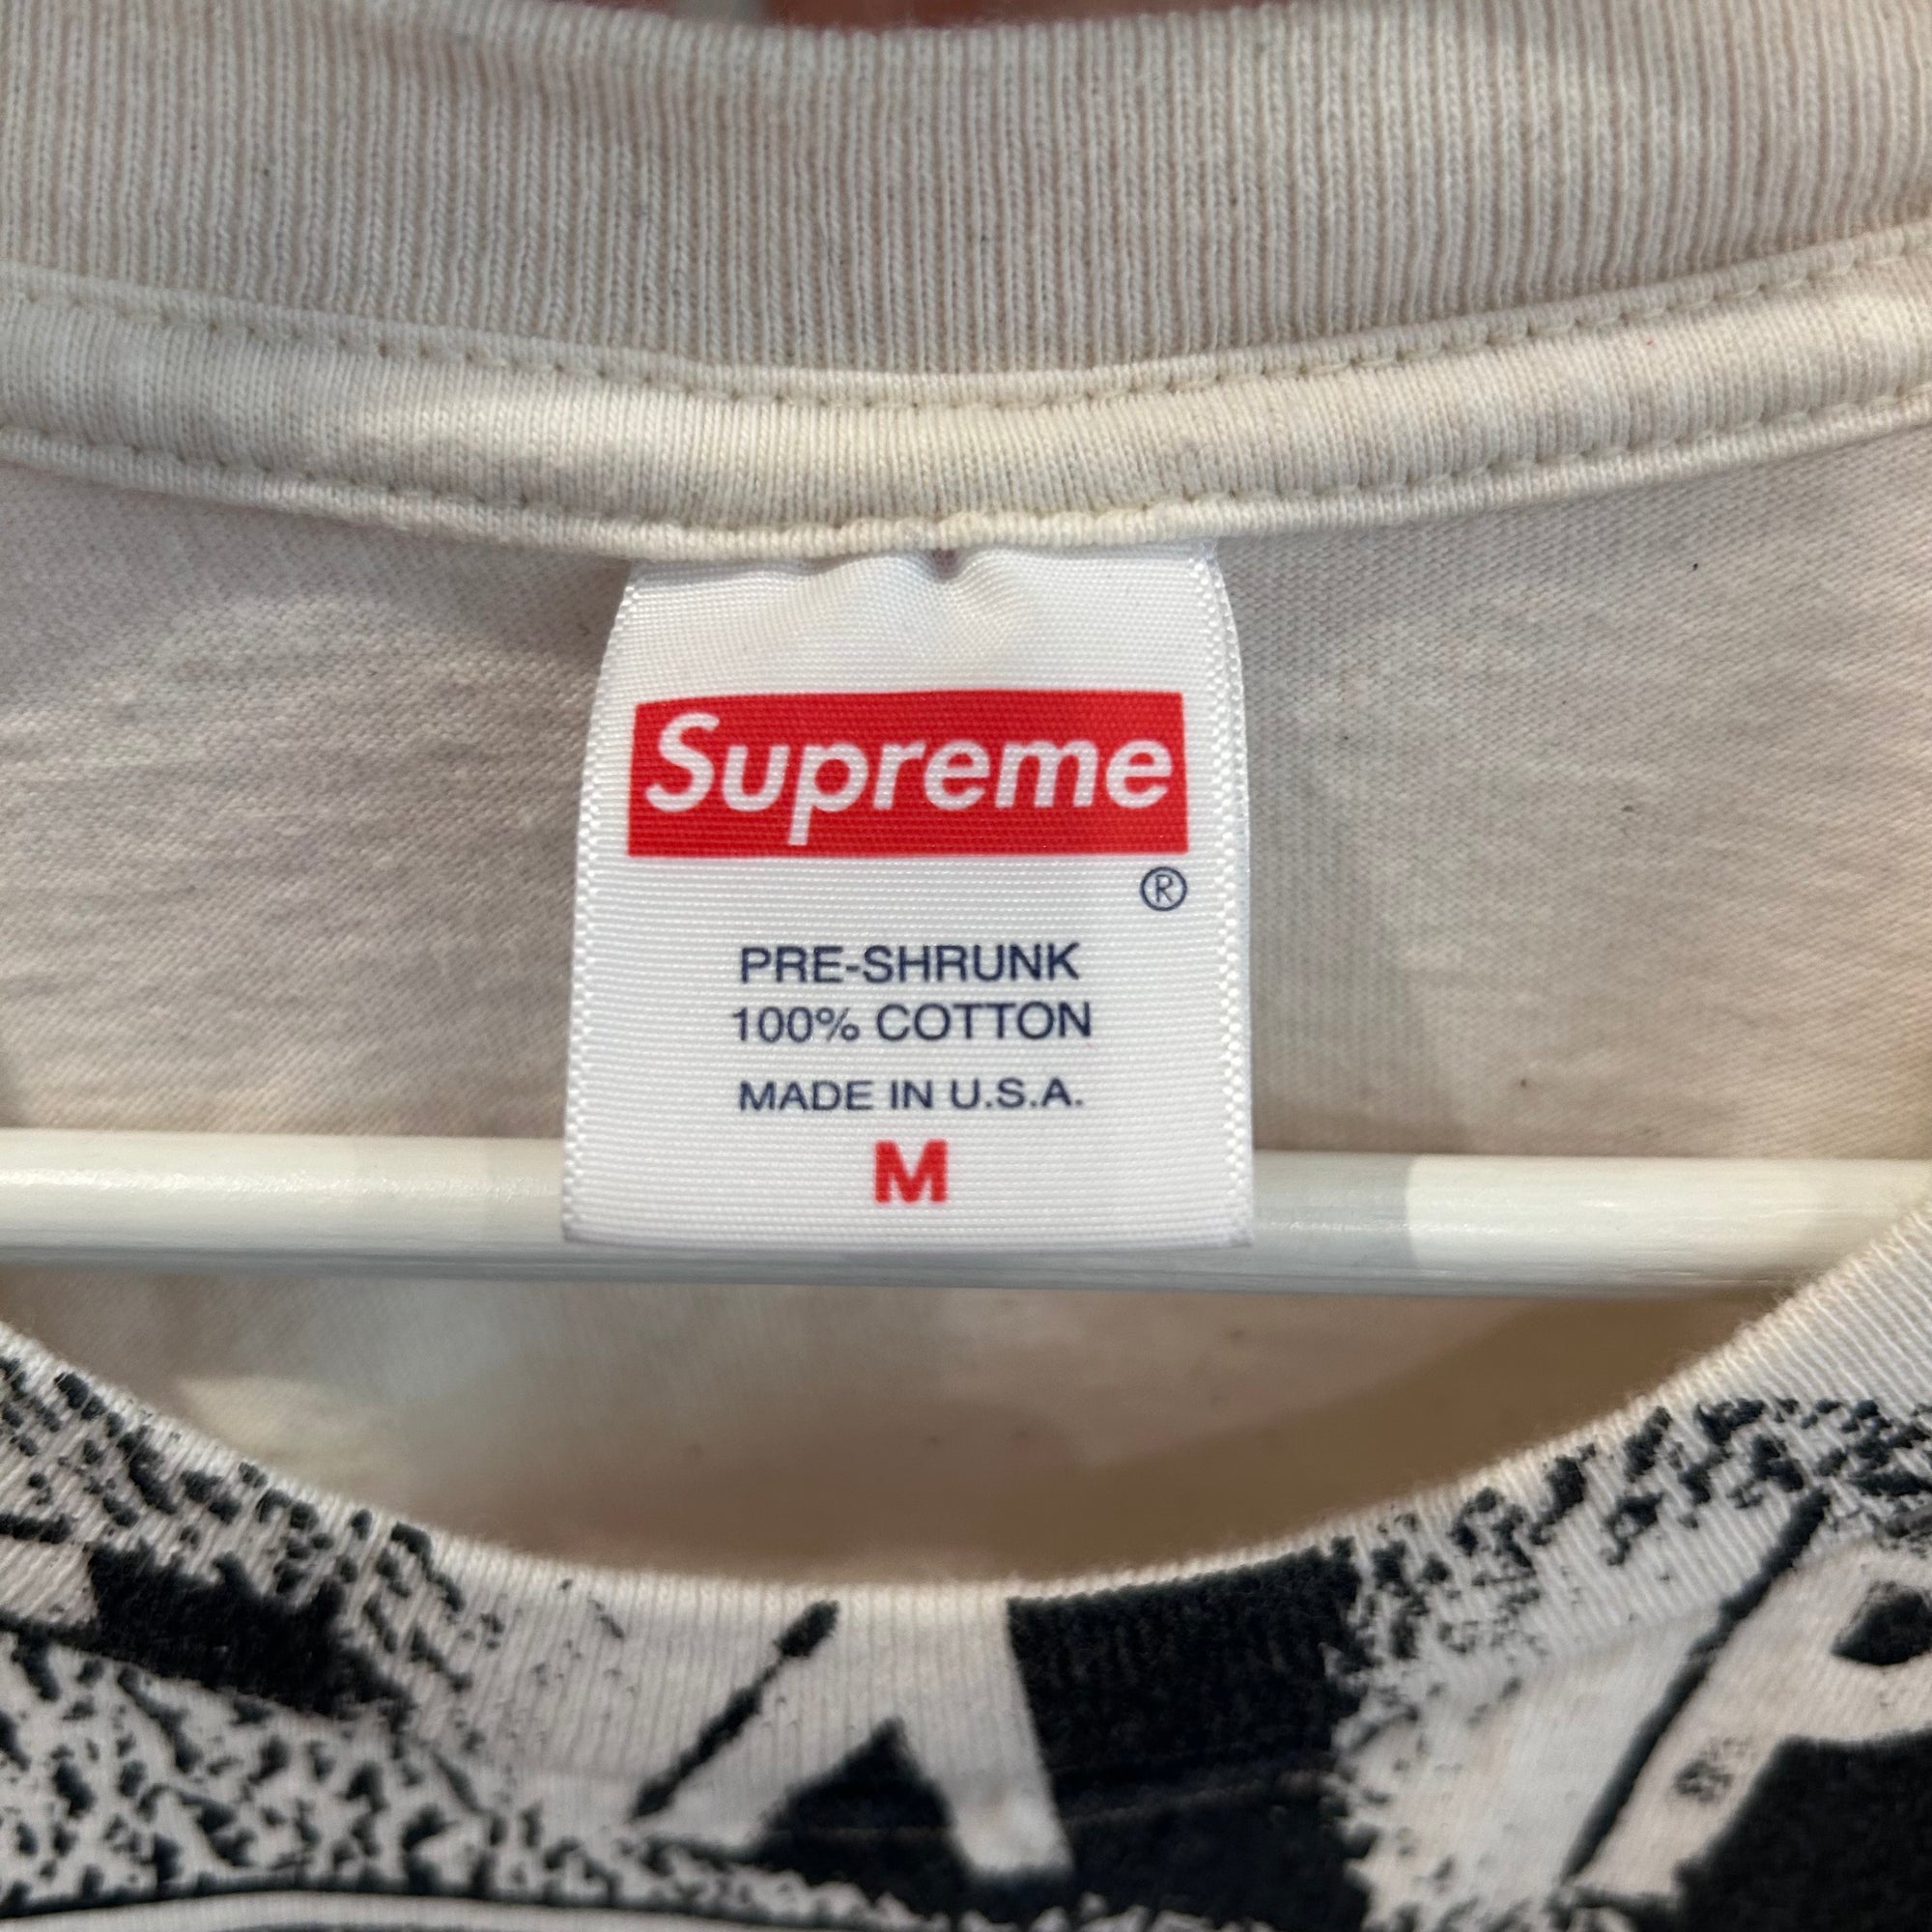 Supreme
®
PRE-SHRUNK
100% COTTON
MADE IN U.S.A.
M